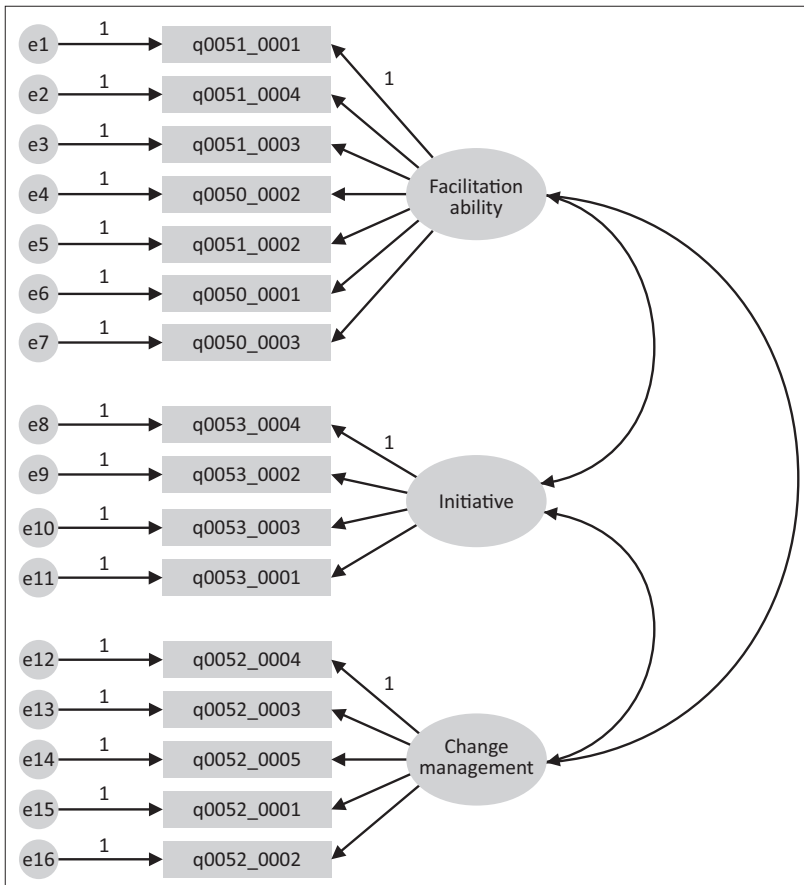 e1 1 q0051_0001
1
e2 1 q0051_0004
e3 1 q0051_0003
e4 1 q0050_0002
Facilitation
ability
e5 1 q0051_0002
e6 1 q0050_0001
e7 1 q0050_0003
e8 1 q0053_0004
1
e9 1 q0053_0002
Initiative
e10 1 q0053_0003
e11 1 q0053_0001
e12 1 q0052_0004
1
e13 1 q0052_0003
e14 1 q0052_0005
Change
management
e15 1 q0052_0001
e16 1 q0052_0002